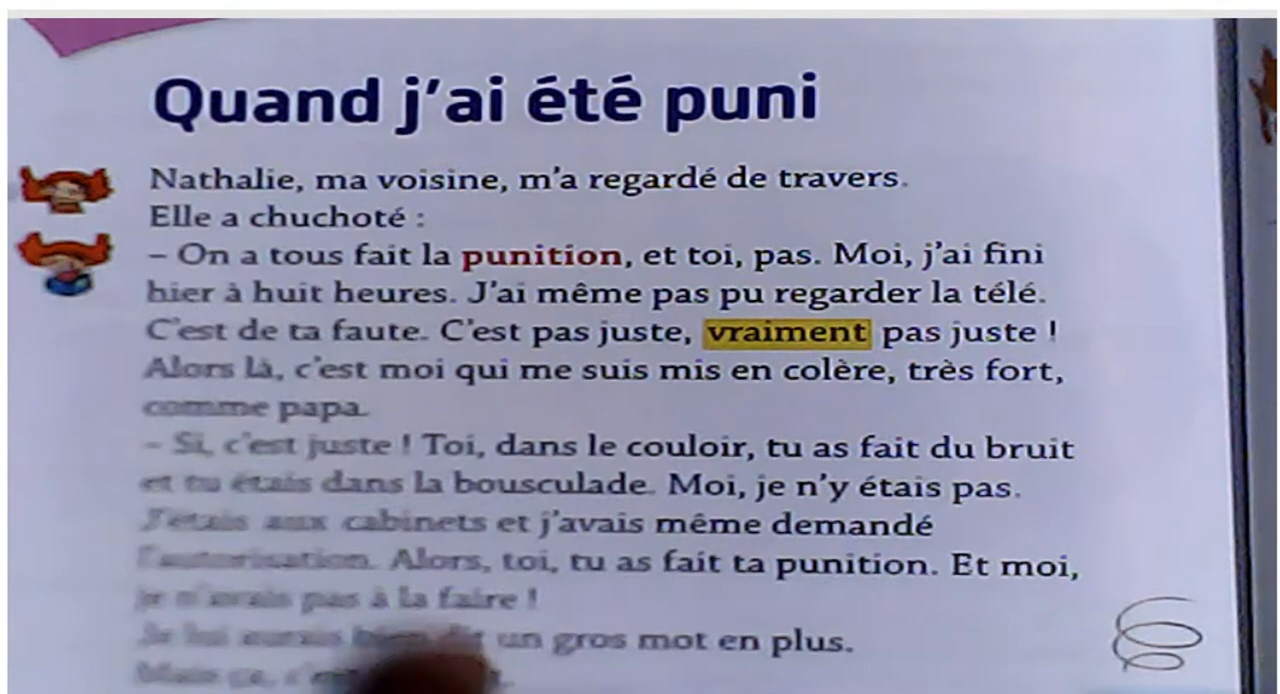 Quand j'ai été puni
Nathalie, ma voisine, m'a regardé de travers.
Elle a chuchoté :
– On a tous fait la punition, et toi, pas. Moi, j'ai fini
hier à huit heures. J'ai même pas pu regarder la télé.
C'est de ta faute. C'est pas juste, vraiment pas juste !
Alors là, c'est moi qui me suis mis en colère, très fort,
comme papa.
– Si, c'est juste ! Toi, dans le couloir, tu as fait du bruit
et tu étais dans la bousculade. Moi, je n'y étais pas.
J'étais aux cabinets et j'avais même demandé
l'autorisation. Alors, toi, tu as fait ta punition. Et moi,
je n'avais pas à la faire !
Je lui aurais bien dit un gros mot en plus.
Mais ça,